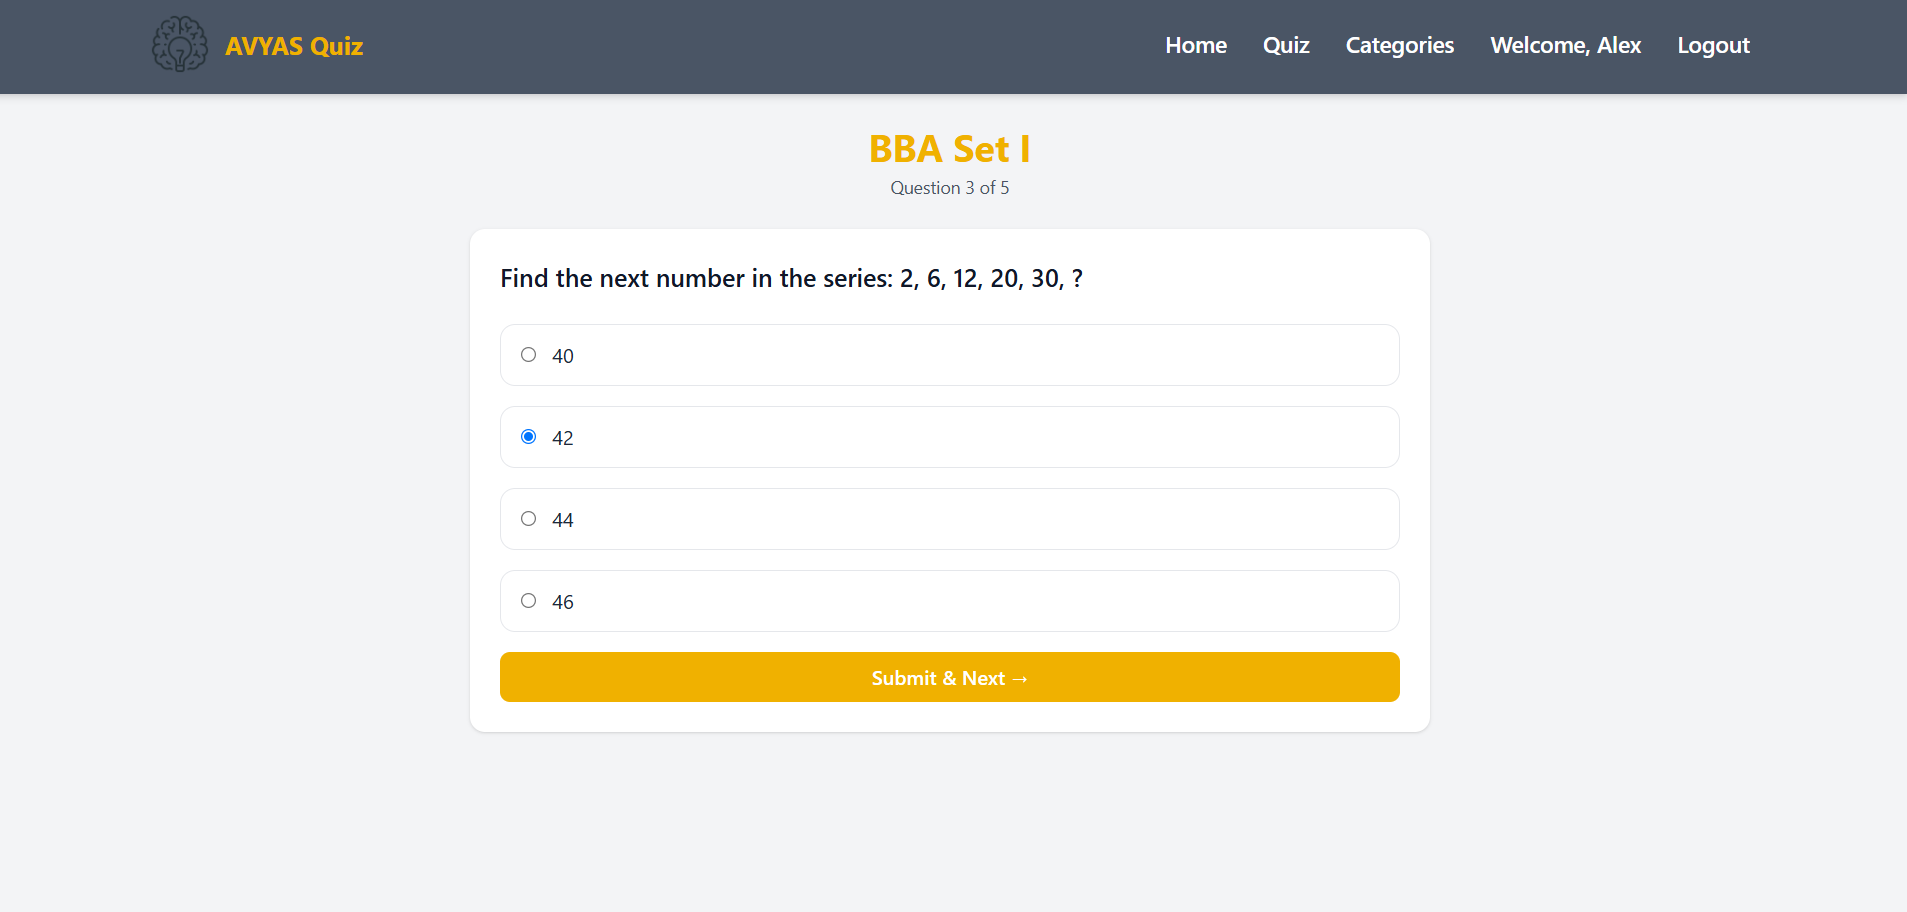 AVYAS Quiz
Home Quiz Categories Welcome, Alex Logout
BBA Set I
Question 3 of 5
Find the next number in the series: 2, 6, 12, 20, 30, ?
40
42
44
46
Submit & Next →